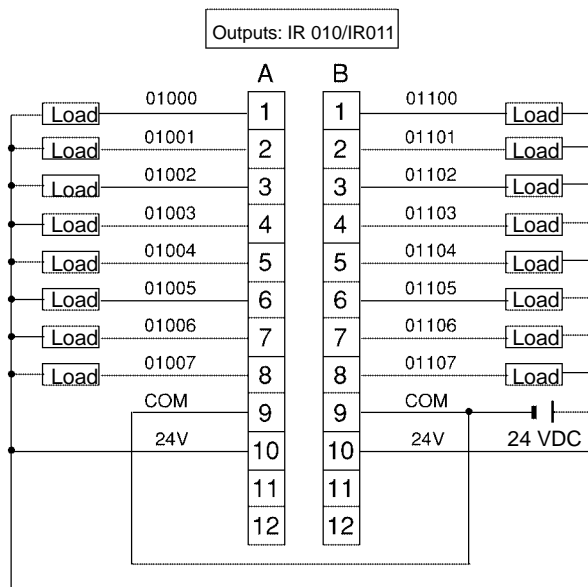 Outputs: IR 010/IR011
A B
Load 01000 1 1 01100 Load
Load 01001 2 2 01101 Load
Load 01002 3 3 01102 Load
Load 01003 4 4 01103 Load
Load 01004 5 5 01104 Load
Load 01005 6 6 01105 Load
Load 01006 7 7 01106 Load
Load 01007 8 8 01107 Load
COM 9 9 COM
24V 10 10 24V 24 VDC
11 11
12 12